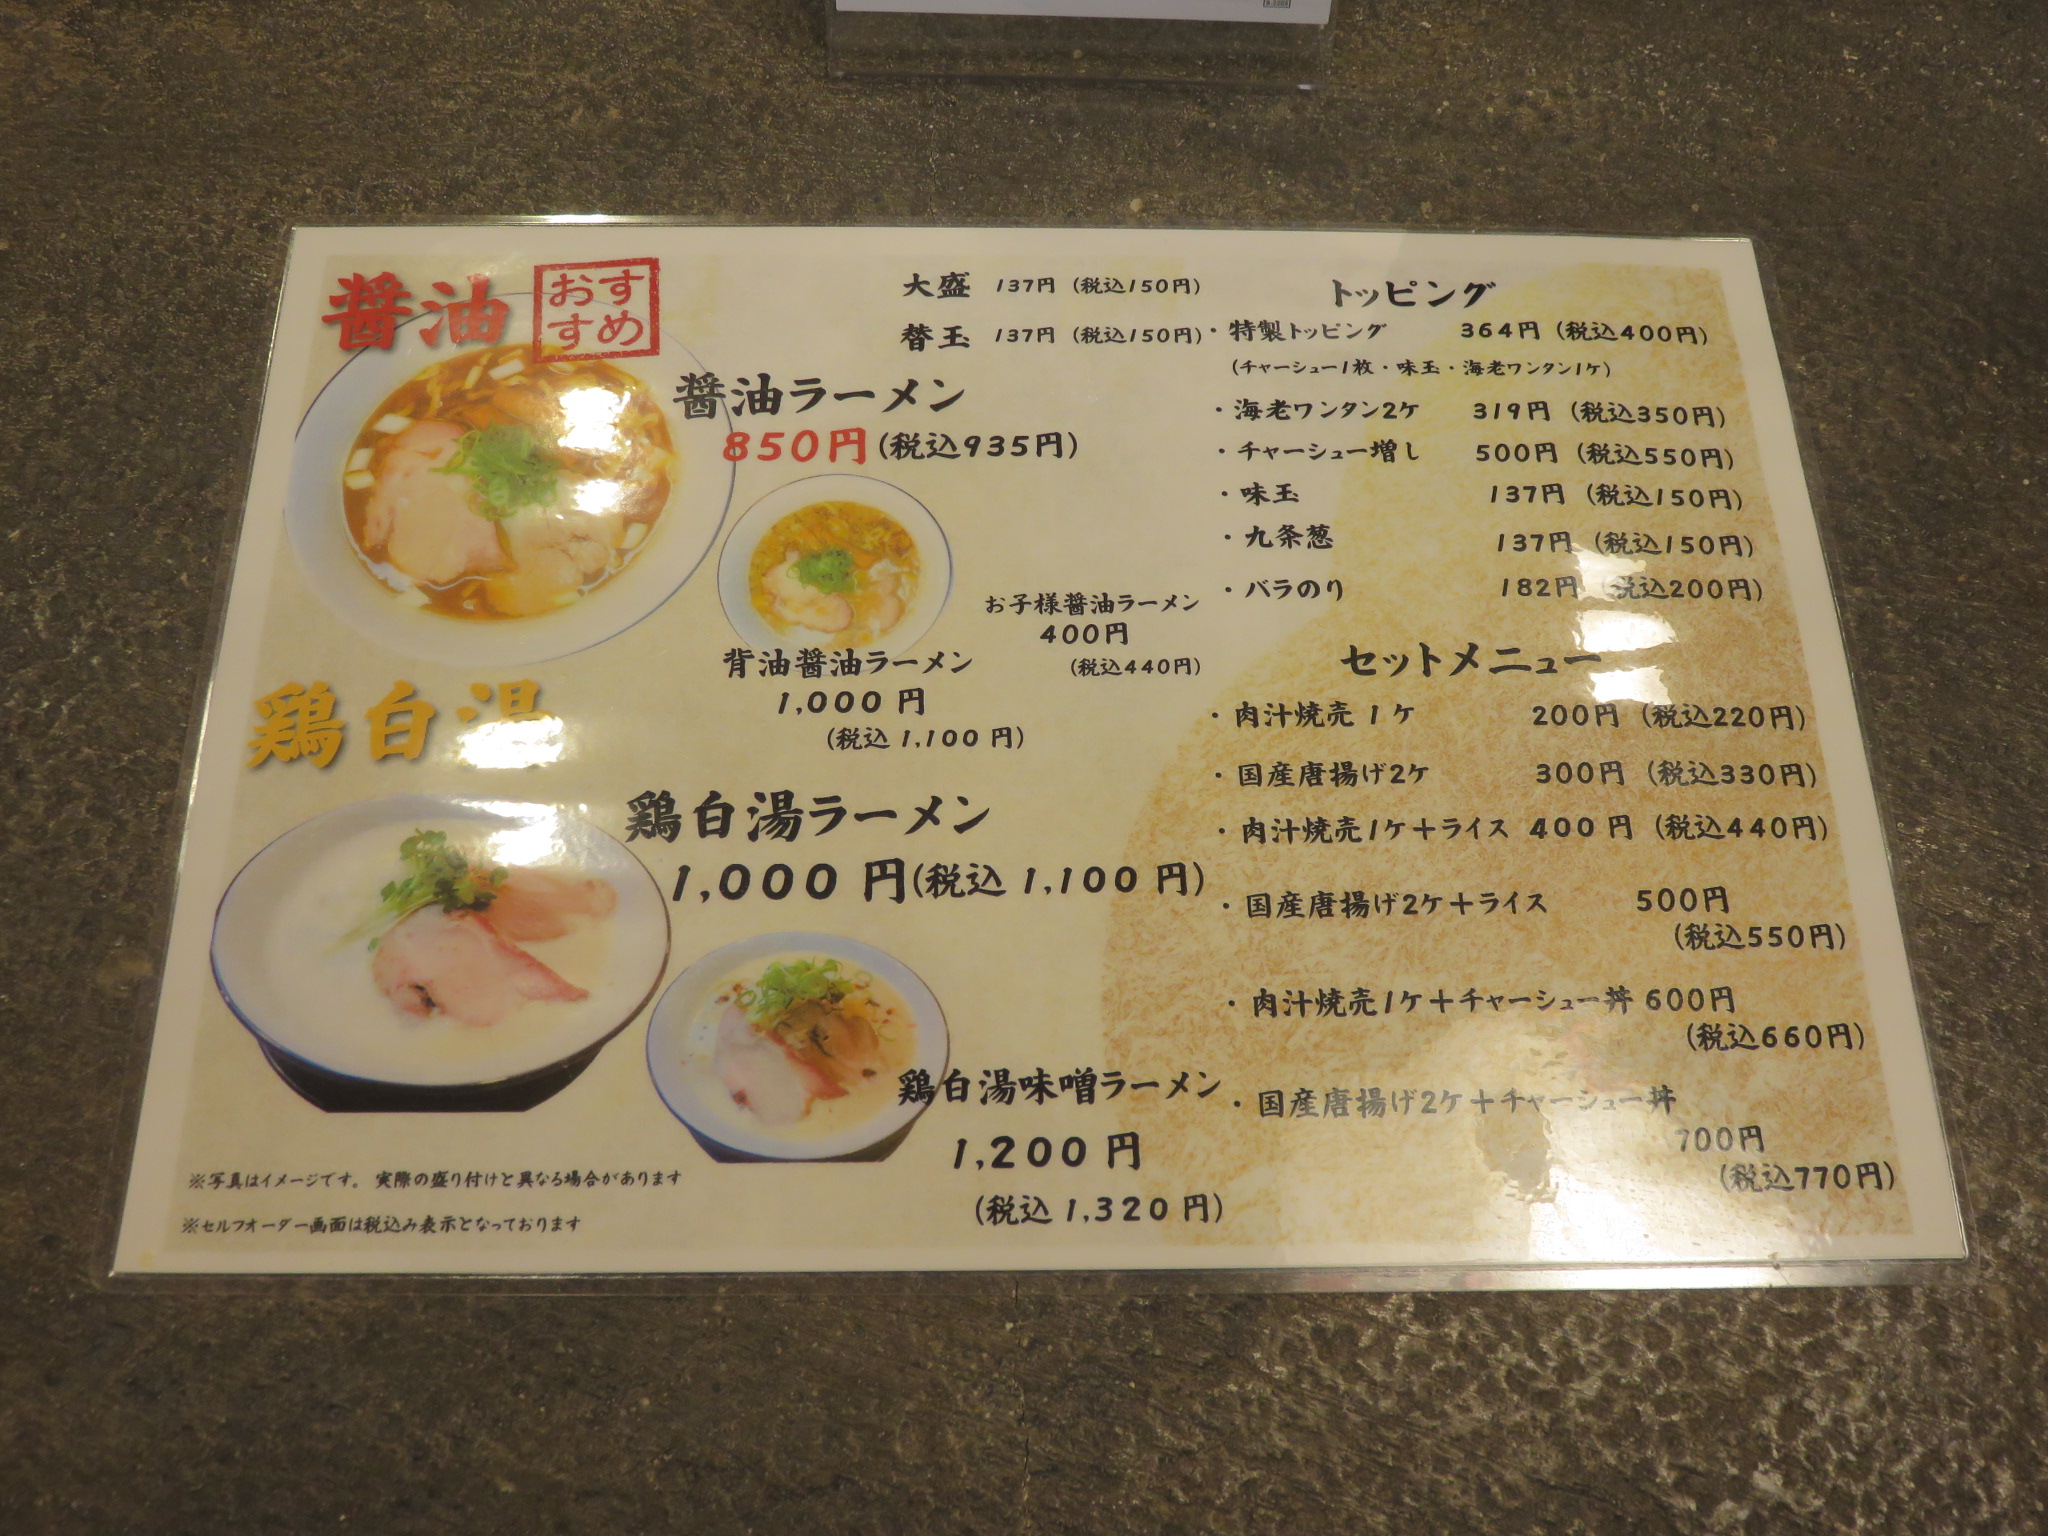 醤油
おす
すめ
大盛 137円 (税込150円)
替玉 137円 (税込150円)
醤油ラーメン
850円(税込935円)
お子様醤油ラーメン
400円
(税込440円)
背油醤油ラーメン
1,000 円
(税込 1,100 円)
鶏白湯
鶏白湯ラーメン
1,000 円(税込 1,100 円)
鶏白湯味噌ラーメン
1,200 円
(税込 1,320 円)
※写真はイメージです。 実際の盛り付けと異なる場合があります
※セルフオーダー画面は税込み表示となっております
トッピング
・特製トッピング 364円 (税込400円)
(チャーシュー1枚・味玉・海老ワンタン1ケ)
・海老ワンタン2ケ 319円 (税込350円)
・チャーシュー増し 500円 (税込550円)
・味玉 137円 (税込150円)
・九条葱 137円 (税込150円)
・バラのり 182円 (税込200円)
セットメニュー
・肉汁焼売 1 ケ 200円 (税込220円)
・国産唐揚げ2ケ 300円 (税込330円)
・肉汁焼売1ケ+ライス 400 円 (税込440円)
・国産唐揚げ2ケ+ライス 500円
(税込550円)
・肉汁焼売1ケ+チャーシュー丼 600円
(税込660円)
・国産唐揚げ2ケ+チャーシュー丼
700円
(税込770円)